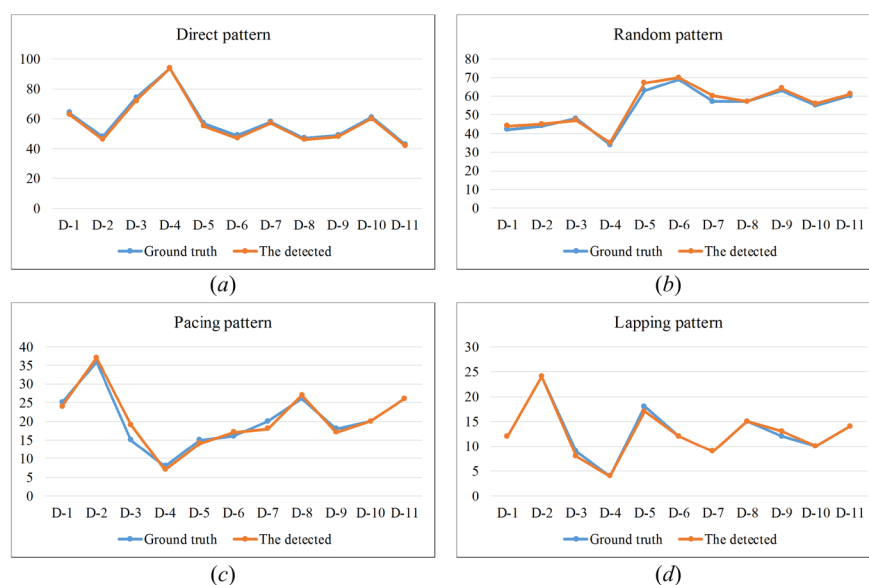 Direct pattern
100
80
60
40
20
0
D-1 D-2 D-3 D-4 D-5 D-6 D-7 D-8 D-9 D-10 D-11
Ground truth The detected
(a)
Random pattern
80
70
60
50
40
30
20
10
0
D-1 D-2 D-3 D-4 D-5 D-6 D-7 D-8 D-9 D-10 D-11
Ground truth The detected
(b)
Pacing pattern
40
35
30
25
20
15
10
5
0
D-1 D-2 D-3 D-4 D-5 D-6 D-7 D-8 D-9 D-10 D-11
Ground truth The detected
(c)
Lapping pattern
30
25
20
15
10
5
0
D-1 D-2 D-3 D-4 D-5 D-6 D-7 D-8 D-9 D-10 D-11
Ground truth The detected
(d)